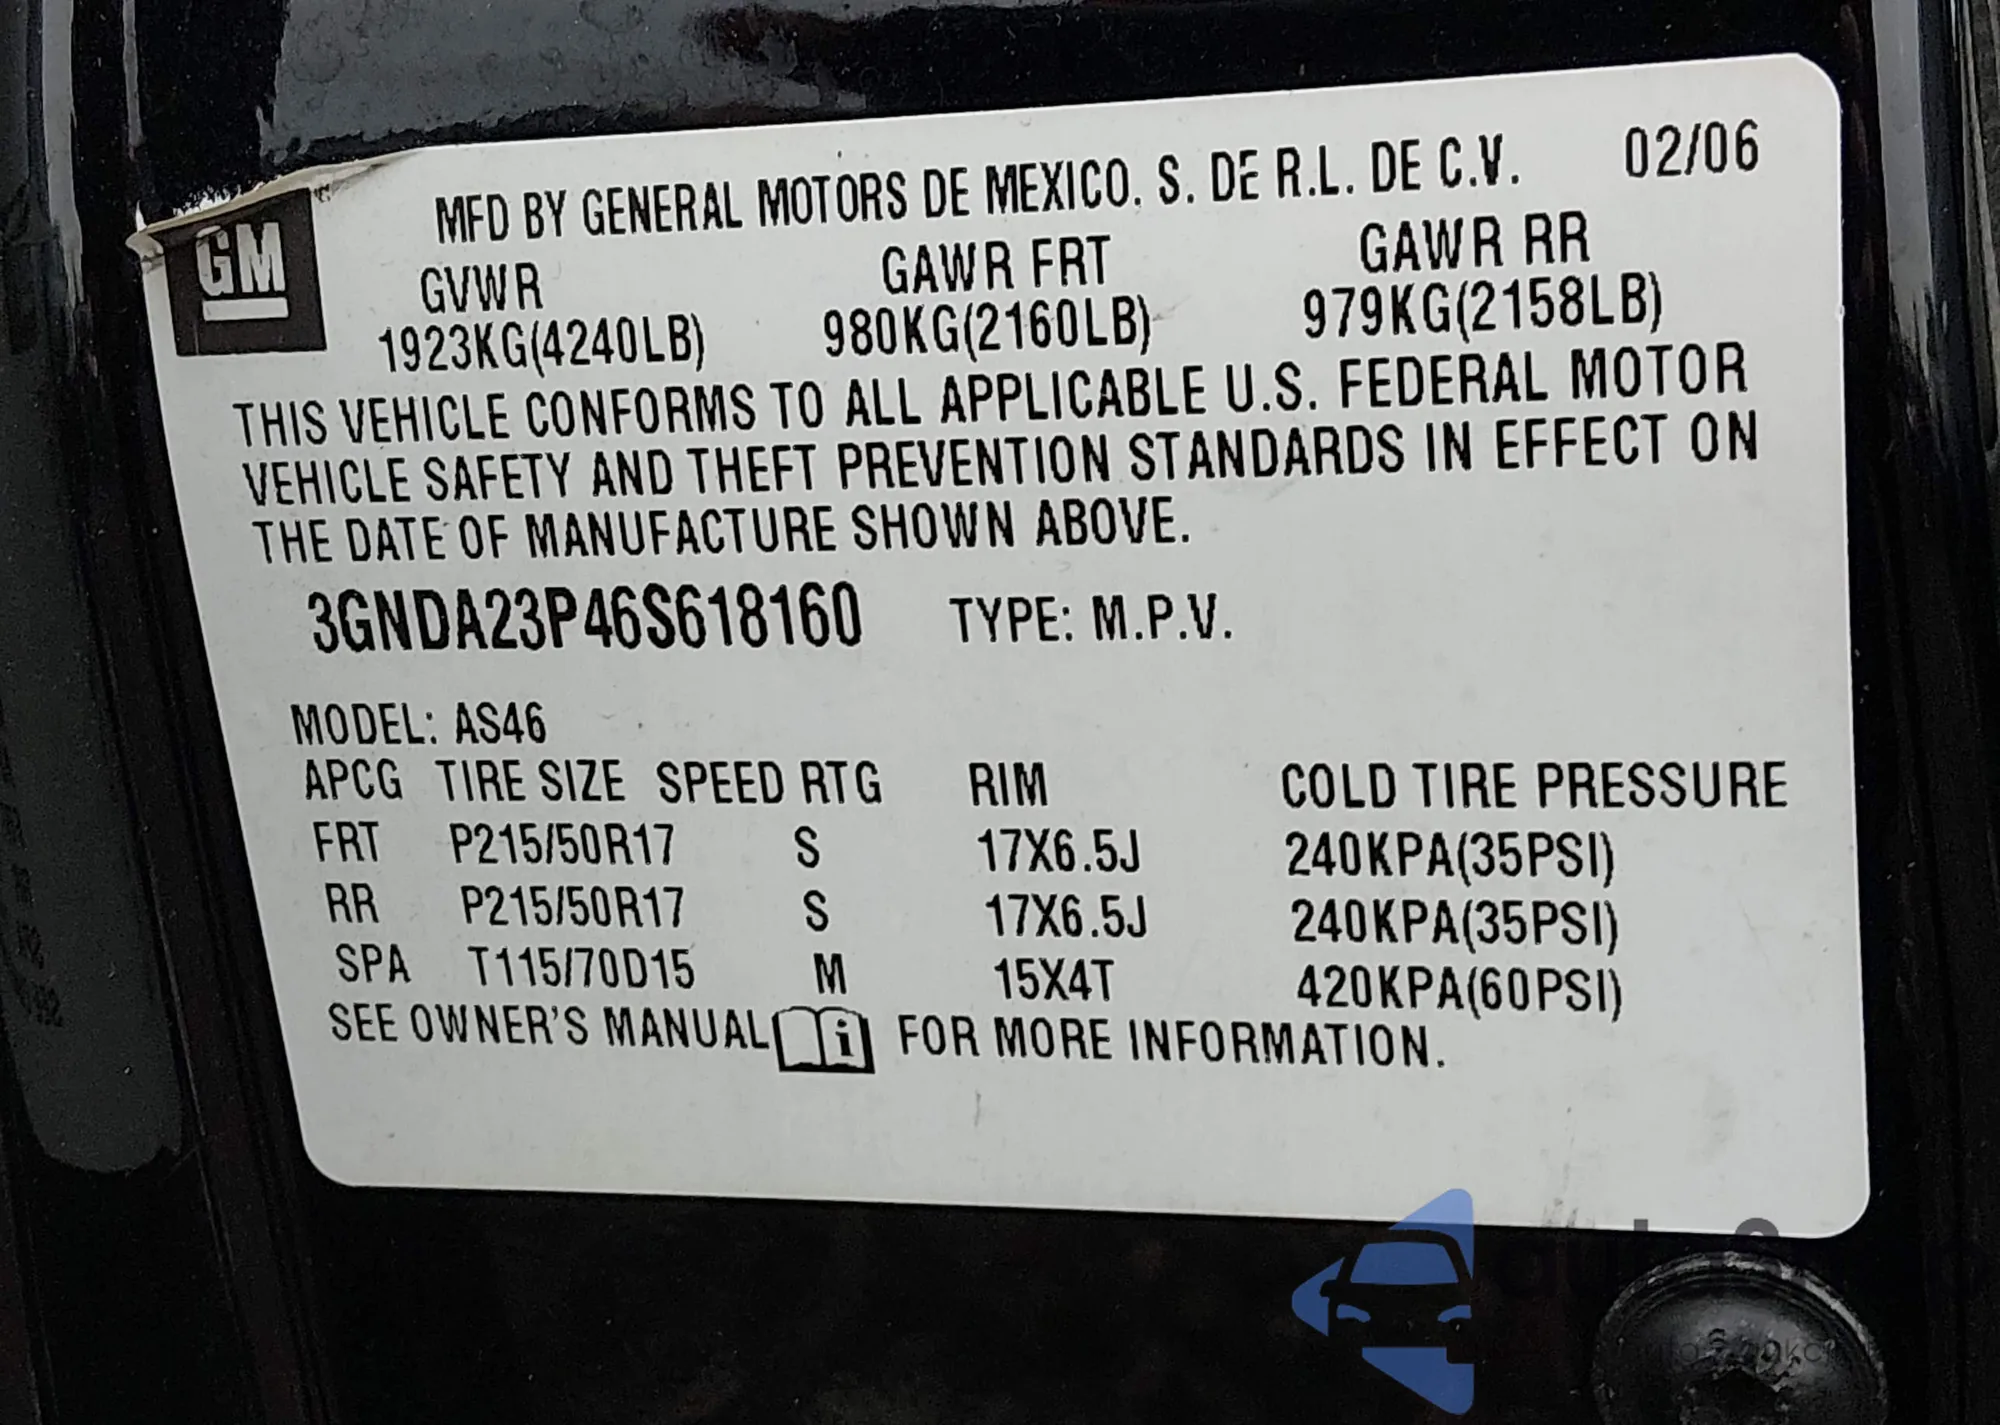 MFD BY GENERAL MOTORS DE MEXICO. S. DE R.L. DE C.V. 02/06
GM
GVWR GAWR FRT GAWR RR
1923KG(4240LB) 980KG(2160LB) 979KG(2158LB)
THIS VEHICLE CONFORMS TO ALL APPLICABLE U.S. FEDERAL MOTOR
VEHICLE SAFETY AND THEFT PREVENTION STANDARDS IN EFFECT ON
THE DATE OF MANUFACTURE SHOWN ABOVE.
3GNDA23P46S618160 TYPE: M.P.V.
MODEL: AS46
APCG TIRE SIZE SPEED RTG RIM COLD TIRE PRESSURE
FRT P215/50R17 S 17X6.5J 240KPA(35PSI)
RR P215/50R17 S 17X6.5J 240KPA(35PSI)
SPA T115/70D15 M 15X4T 420KPA(60PSI)
SEE OWNER'S MANUAL i FOR MORE INFORMATION.